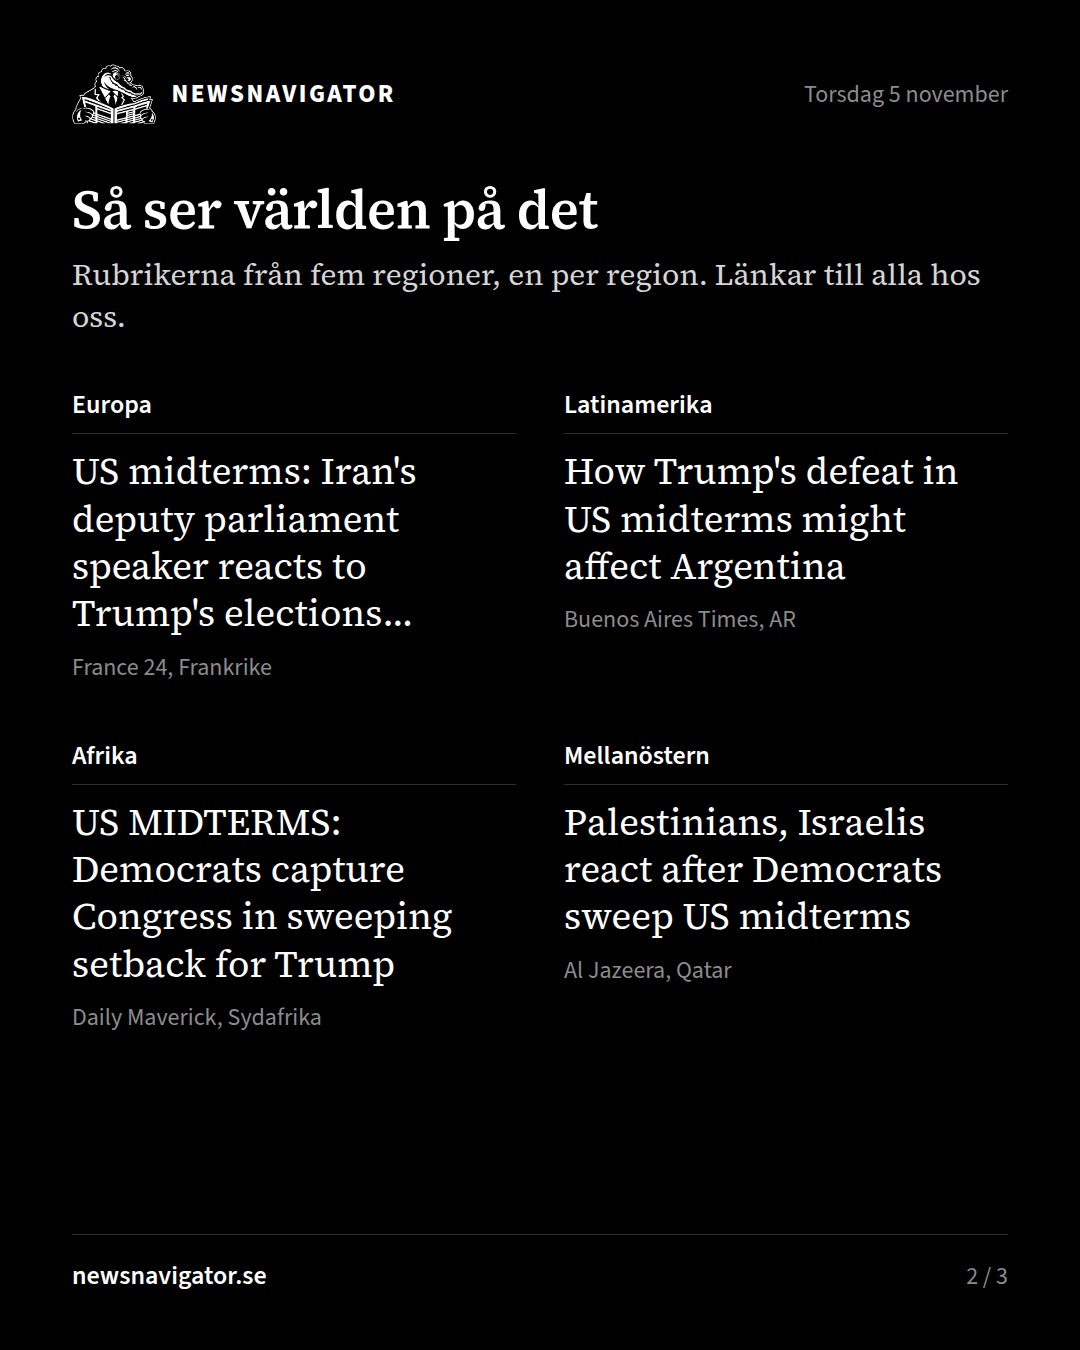 NEWSNAVIGATOR
Torsdag 5 november
Så ser världen på det
Rubrikerna från fem regioner, en per region. Länkar till alla hos
oss.
Europa
US midterms: Iran's
deputy parliament
speaker reacts to
Trump's elections...
France 24, Frankrike
Latinamerika
How Trump's defeat in
US midterms might
affect Argentina
Buenos Aires Times, AR
Afrika
US MIDTERMS:
Democrats capture
Congress in sweeping
setback for Trump
Daily Maverick, Sydafrika
Mellanöstern
Palestinians, Israelis
react after Democrats
sweep US midterms
Al Jazeera, Qatar
newsnavigator.se
2 / 3